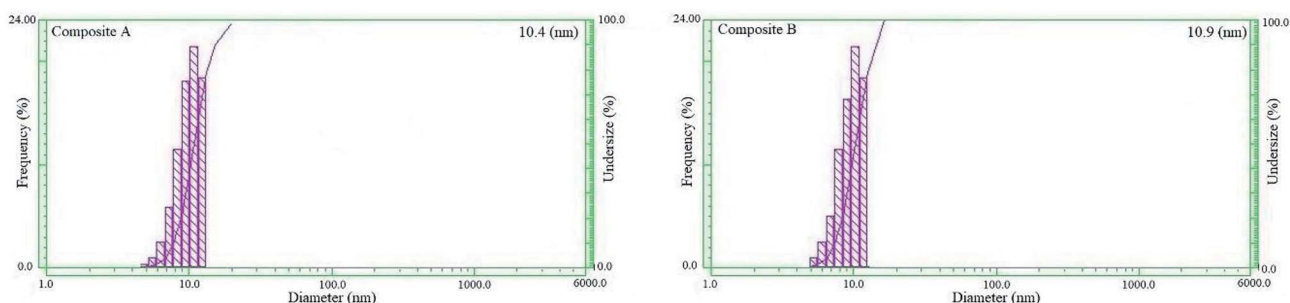 24.00
Composite A
10.4 (nm)
100.0
Frequency (%)
Undersize (%)
0.0
0.0
1.0
10.0
100.0
1000.0
6000.0
Diameter (nm)
24.00
Composite B
10.9 (nm)
100.0
Frequency (%)
Undersize (%)
0.0
0.0
1.0
10.0
100.0
1000.0
6000.0
Diameter (nm)